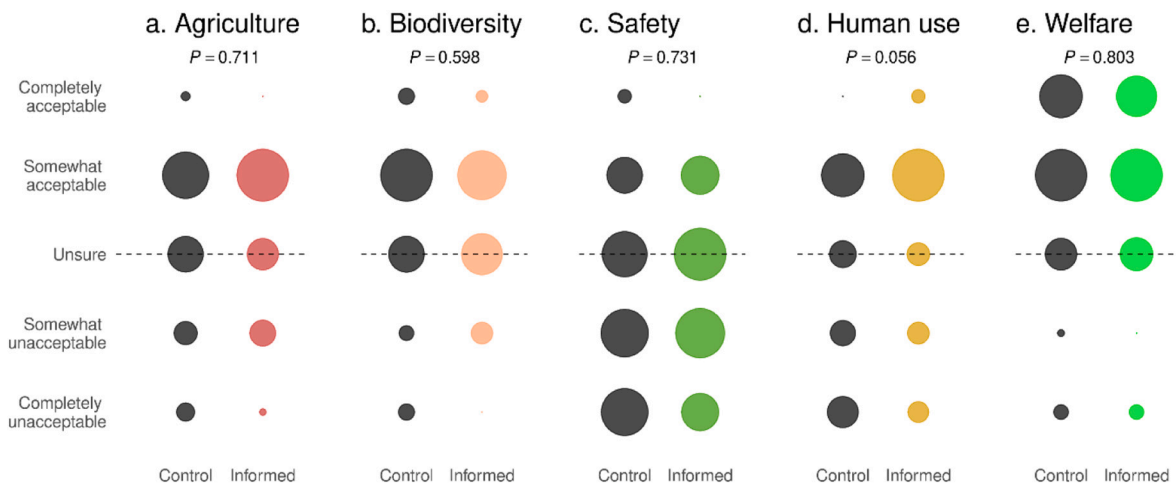 a. Agriculture
b. Biodiversity
c. Safety
d. Human use
e. Welfare
P = 0.711
P = 0.598
P = 0.731
P = 0.056
P = 0.803
Completely
acceptable
Somewhat
acceptable
Unsure
Somewhat
unacceptable
Completely
unacceptable
Control Informed
Control Informed
Control Informed
Control Informed
Control Informed